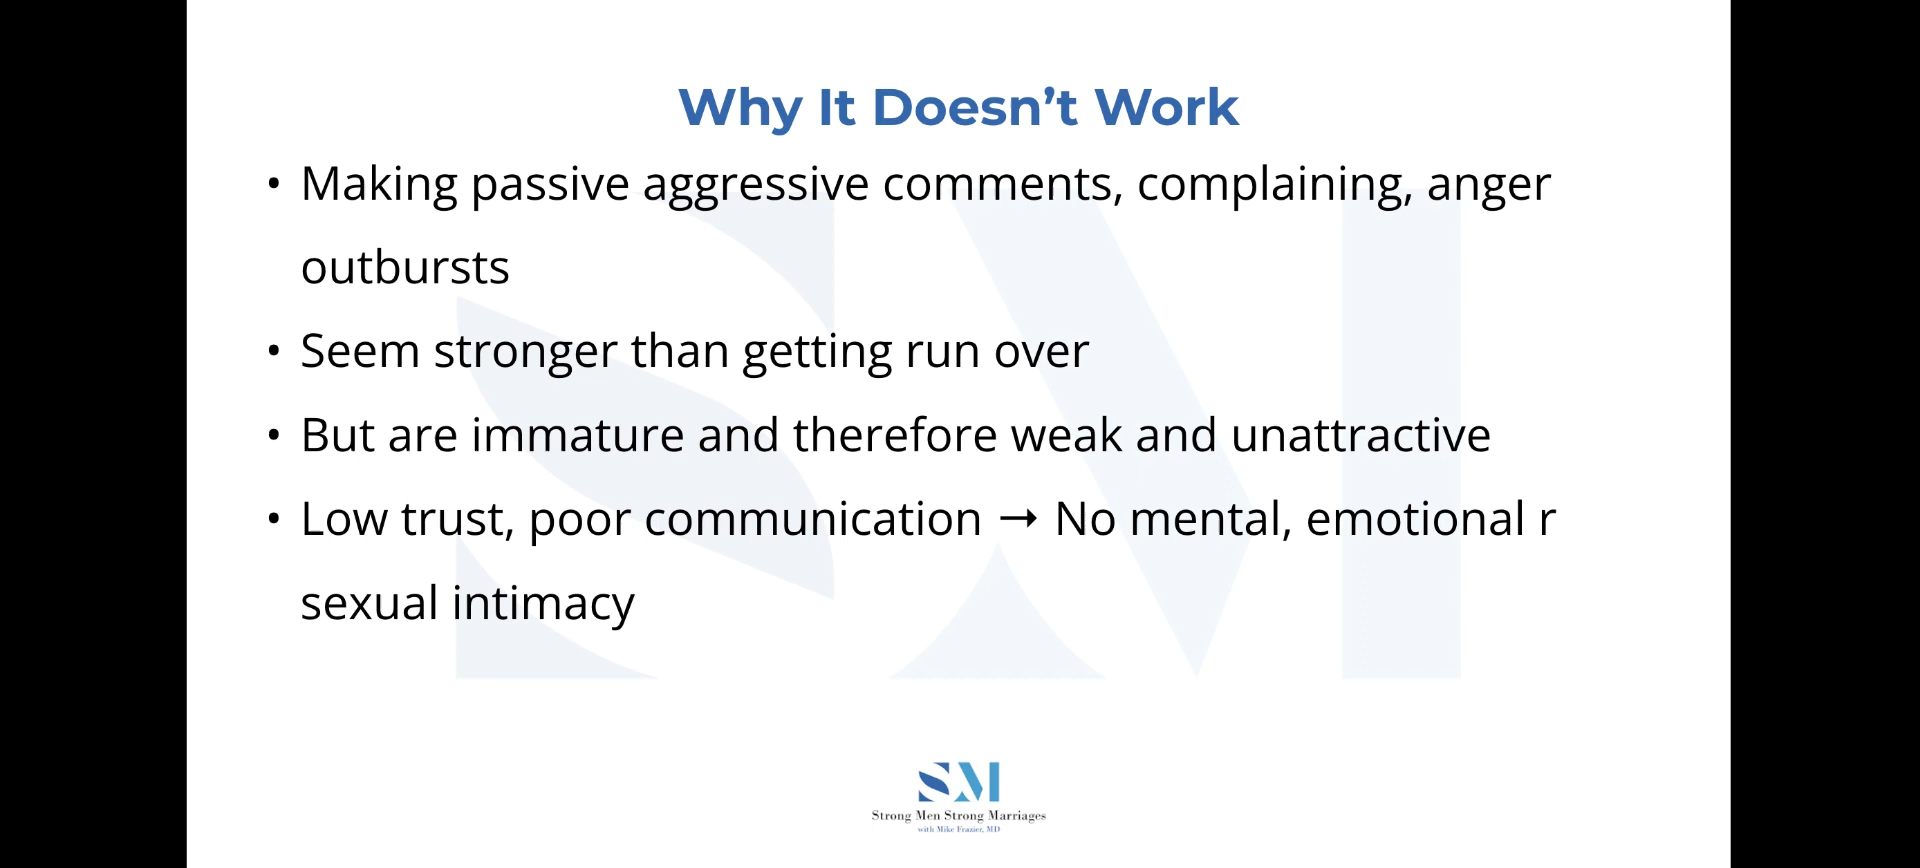 Why It Doesn’t Work
• Making passive aggressive comments, complaining, anger
outbursts
• Seem stronger than getting run over
• But are immature and therefore weak and unattractive
• Low trust, poor communication → No mental, emotional r
sexual intimacy
SM
Strong Men Strong Marriages
with Mike Frazier, MD